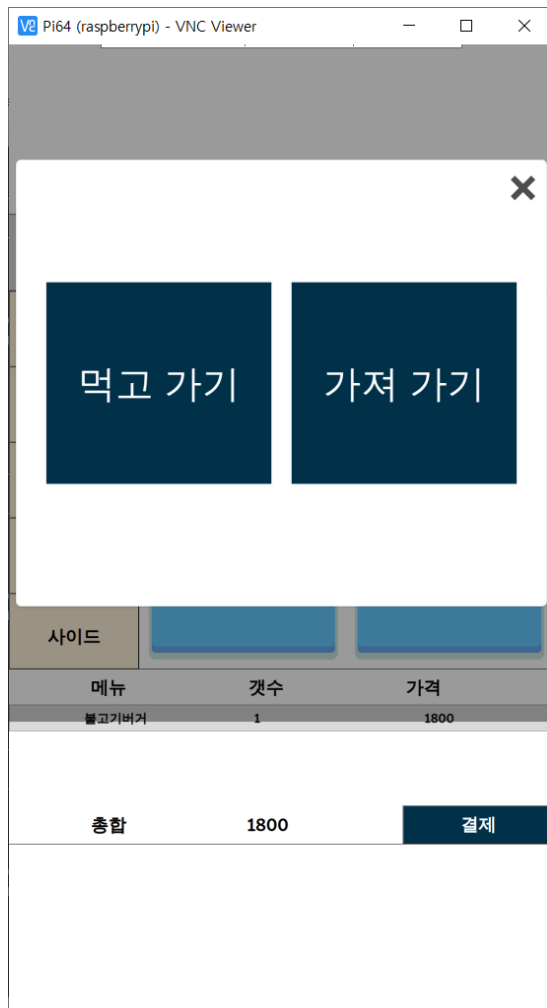 Pi64 (raspberrypi) - VNC Viewer
먹고 가기 가져 가기
사이드
메뉴 갯수 가격
불고기버거 1 1800
총합 1800 결제